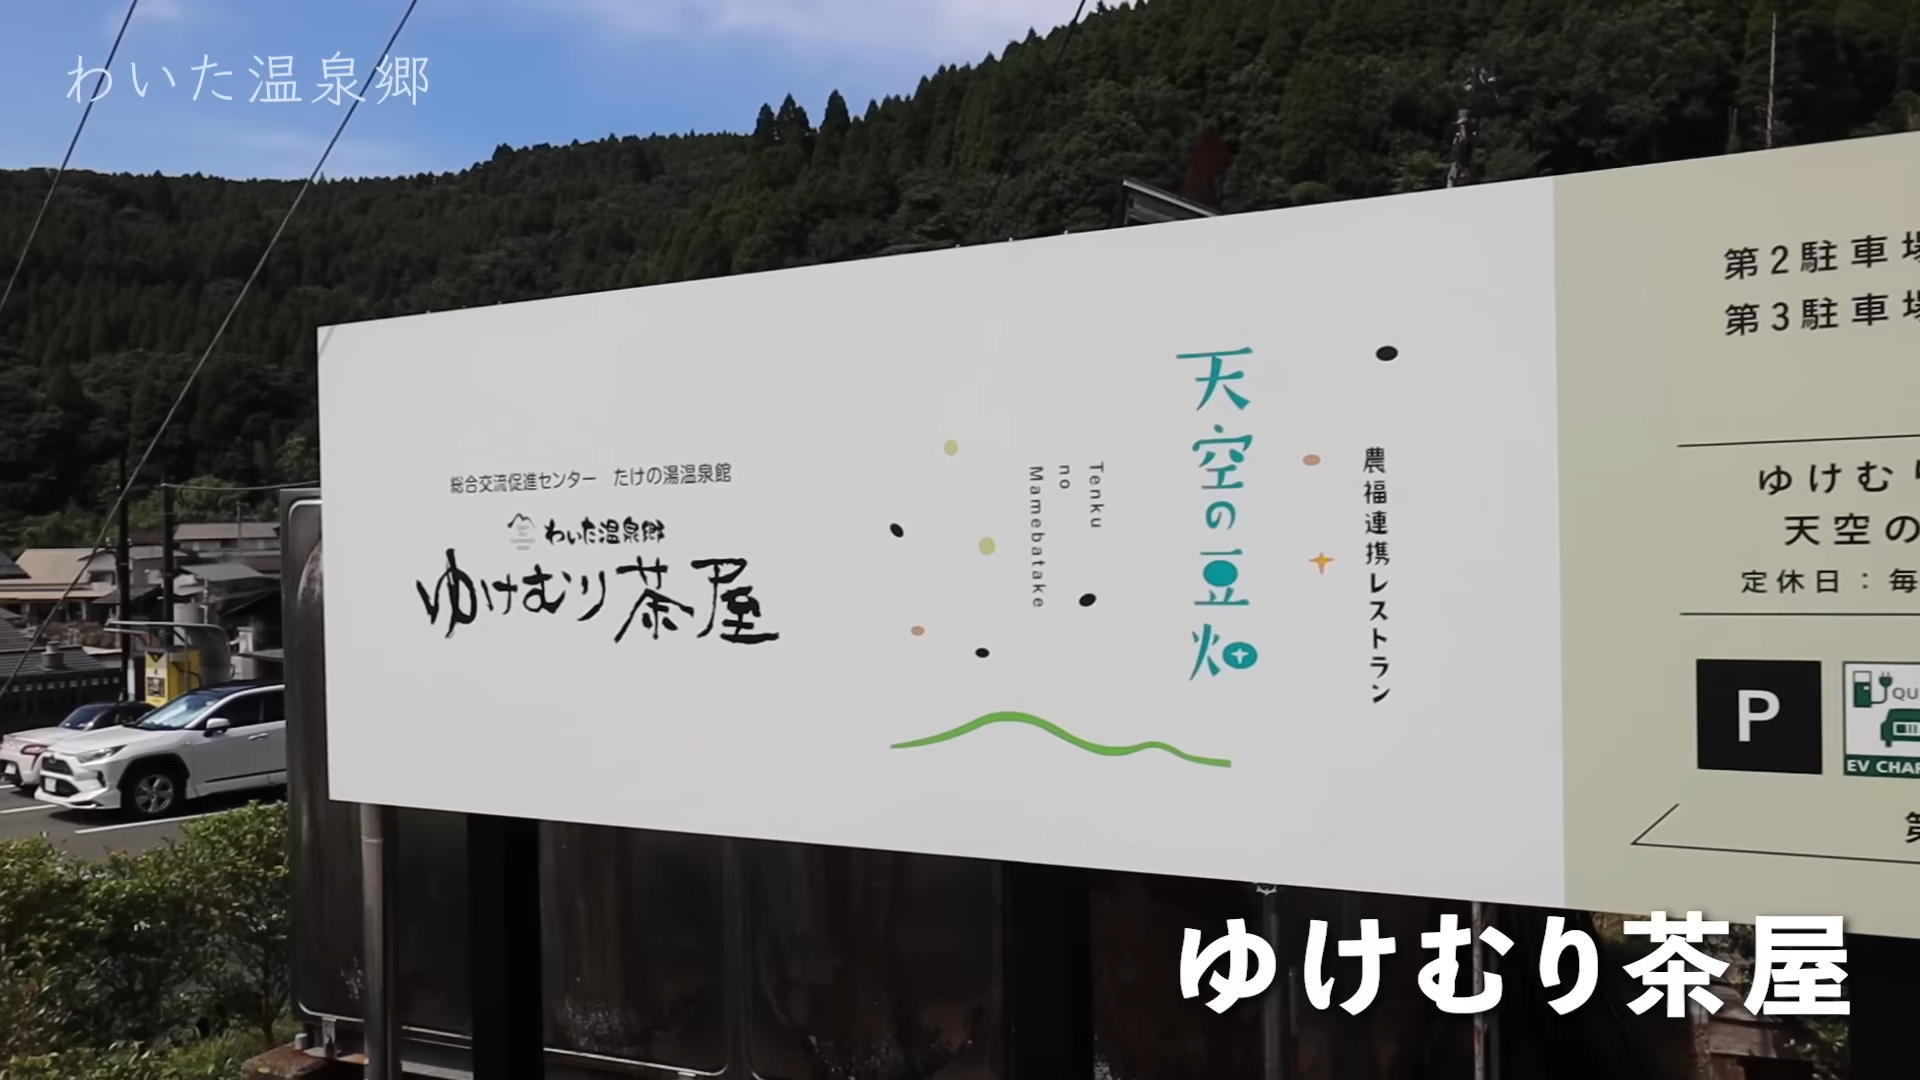 わいた温泉郷
総合交流促進センター たけの湯温泉館
わいた温泉郷
ゆけむり茶屋
農福連携レストラン
天空の豆畑
Tenku
no
Mamebatake
第2駐車場
第3駐車場
ゆけむり
天空の
定休日：毎
P
QU
EV CHAR
第
ゆけむり茶屋